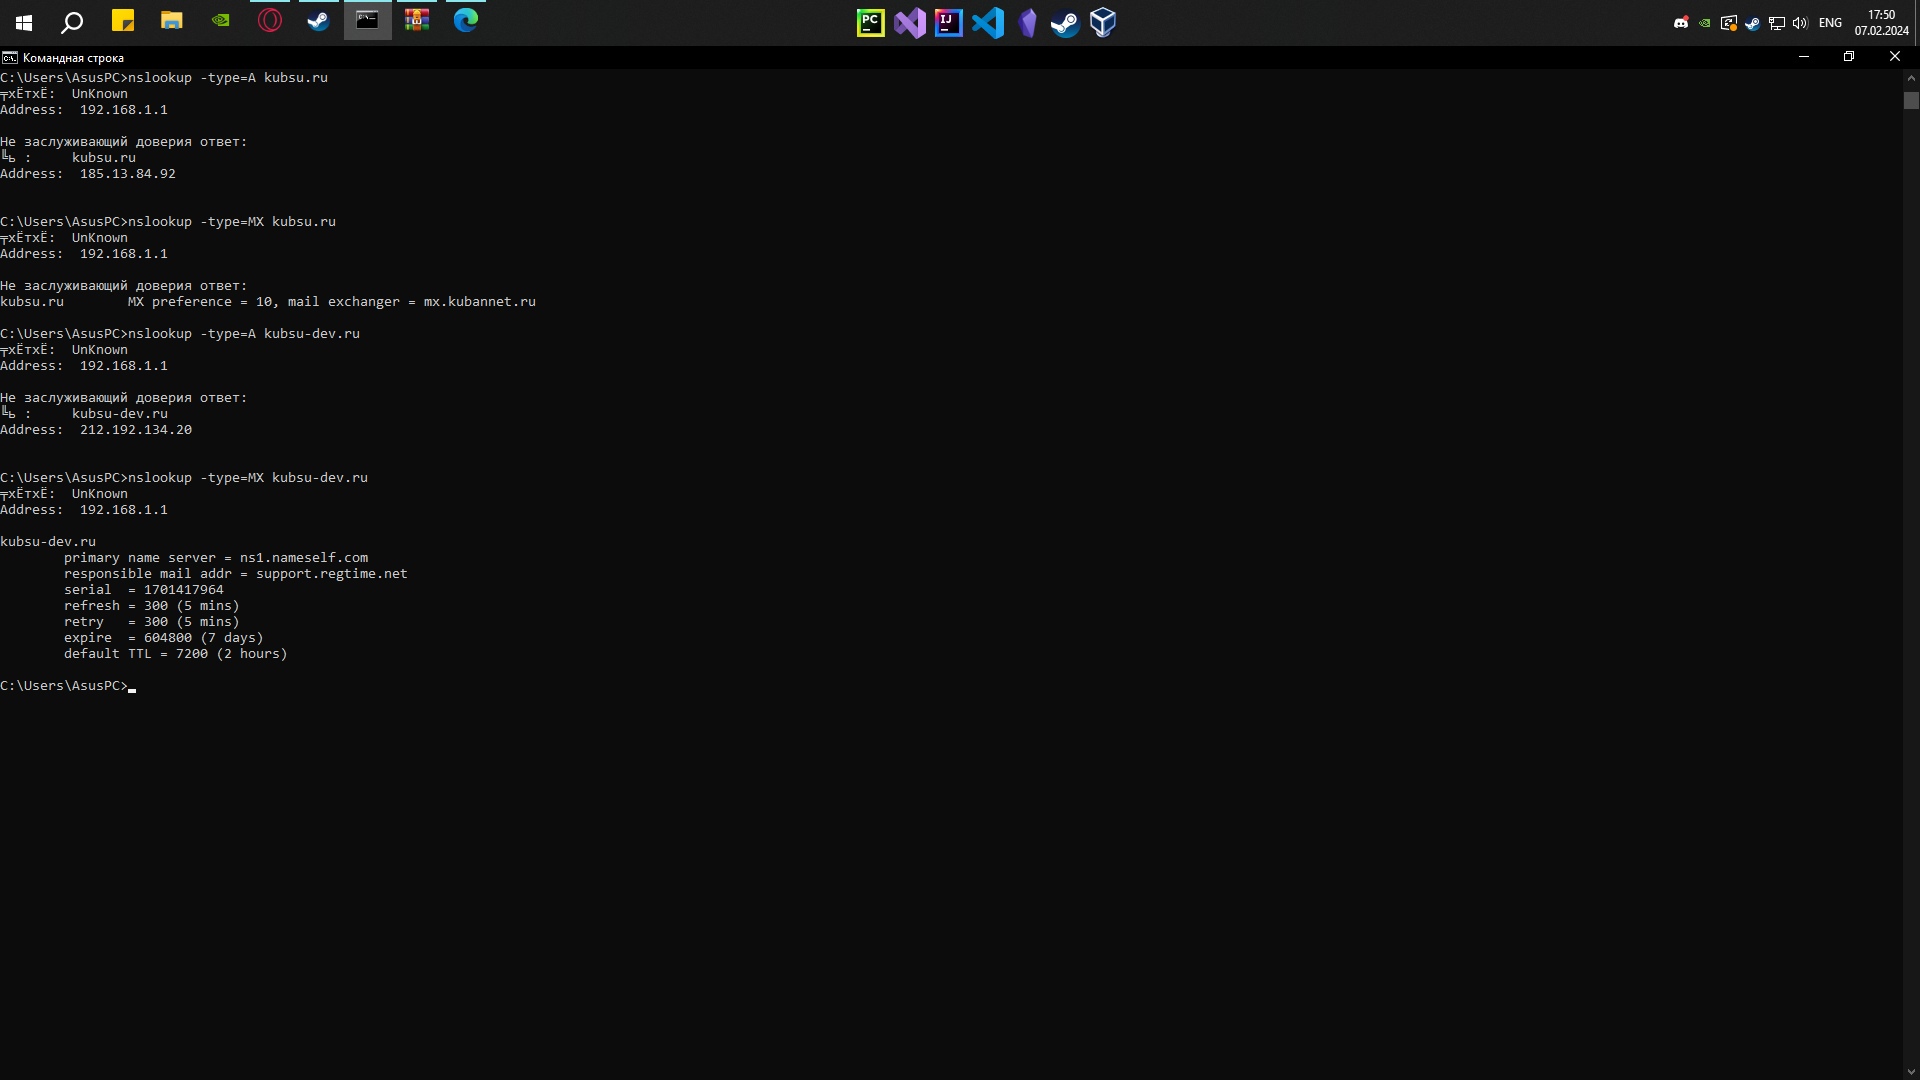 PC
IJ
ENG
17:50
07.02.2024
Командная строка
C:\Users\AsusPC>nslookup -type=A kubsu.ru
╤хЁтхЁ:  UnKnown
Address:  192.168.1.1
Не заслуживающий доверия ответ:
╚ь :     kubsu.ru
Address:  185.13.84.92
C:\Users\AsusPC>nslookup -type=MX kubsu.ru
╤хЁтхЁ:  UnKnown
Address:  192.168.1.1
Не заслуживающий доверия ответ:
kubsu.ru        MX preference = 10, mail exchanger = mx.kubannet.ru
C:\Users\AsusPC>nslookup -type=A kubsu-dev.ru
╤хЁтхЁ:  UnKnown
Address:  192.168.1.1
Не заслуживающий доверия ответ:
╚ь :     kubsu-dev.ru
Address:  212.192.134.20
C:\Users\AsusPC>nslookup -type=MX kubsu-dev.ru
╤хЁтхЁ:  UnKnown
Address:  192.168.1.1
kubsu-dev.ru
        primary name server = ns1.nameself.com
        responsible mail addr = support.regtime.net
        serial  = 1701417964
        refresh = 300 (5 mins)
        retry   = 300 (5 mins)
        expire  = 604800 (7 days)
        default TTL = 7200 (2 hours)
C:\Users\AsusPC>